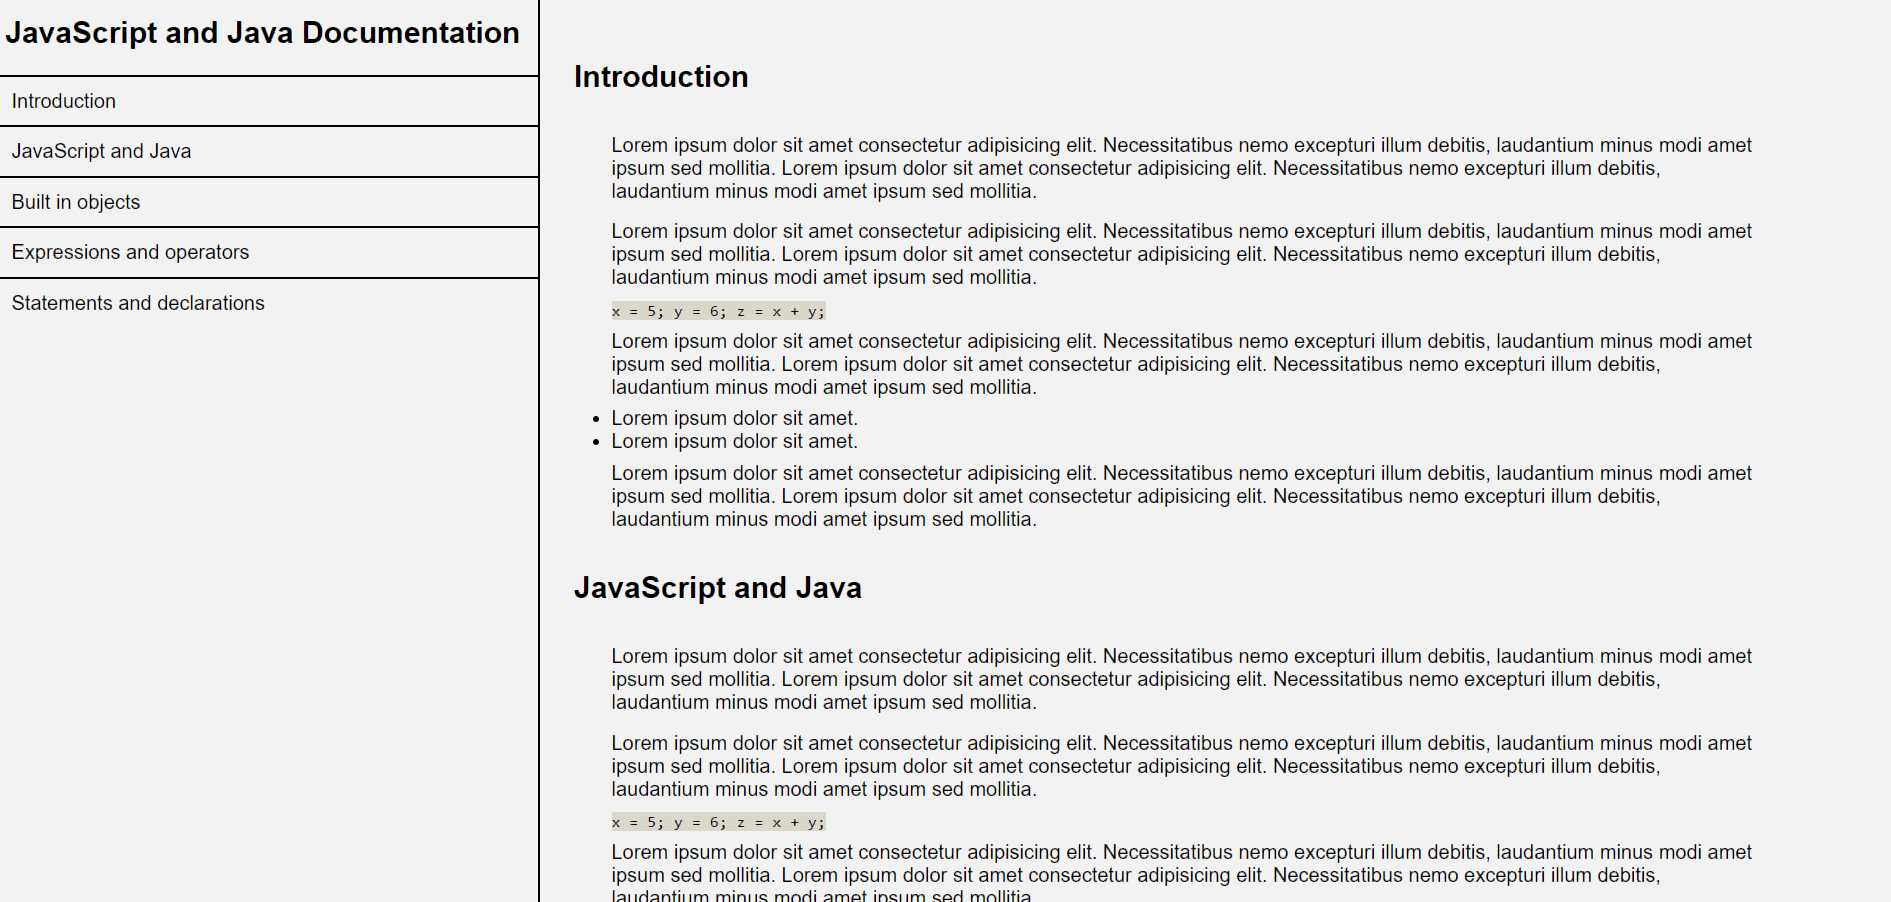 JavaScript and Java Documentation
Introduction
JavaScript and Java
Built in objects
Expressions and operators
Statements and declarations
Introduction
Lorem ipsum dolor sit amet consectetur adipisicing elit. Necessitatibus nemo excepturi illum debitis, laudantium minus modi amet
ipsum sed mollitia. Lorem ipsum dolor sit amet consectetur adipisicing elit. Necessitatibus nemo excepturi illum debitis,
laudantium minus modi amet ipsum sed mollitia.
Lorem ipsum dolor sit amet consectetur adipisicing elit. Necessitatibus nemo excepturi illum debitis, laudantium minus modi amet
ipsum sed mollitia. Lorem ipsum dolor sit amet consectetur adipisicing elit. Necessitatibus nemo excepturi illum debitis,
laudantium minus modi amet ipsum sed mollitia.
x = 5; y = 6; z = x + y;
Lorem ipsum dolor sit amet consectetur adipisicing elit. Necessitatibus nemo excepturi illum debitis, laudantium minus modi amet
ipsum sed mollitia. Lorem ipsum dolor sit amet consectetur adipisicing elit. Necessitatibus nemo excepturi illum debitis,
laudantium minus modi amet ipsum sed mollitia.
• Lorem ipsum dolor sit amet.
• Lorem ipsum dolor sit amet.
Lorem ipsum dolor sit amet consectetur adipisicing elit. Necessitatibus nemo excepturi illum debitis, laudantium minus modi amet
ipsum sed mollitia. Lorem ipsum dolor sit amet consectetur adipisicing elit. Necessitatibus nemo excepturi illum debitis,
laudantium minus modi amet ipsum sed mollitia.
JavaScript and Java
Lorem ipsum dolor sit amet consectetur adipisicing elit. Necessitatibus nemo excepturi illum debitis, laudantium minus modi amet
ipsum sed mollitia. Lorem ipsum dolor sit amet consectetur adipisicing elit. Necessitatibus nemo excepturi illum debitis,
laudantium minus modi amet ipsum sed mollitia.
Lorem ipsum dolor sit amet consectetur adipisicing elit. Necessitatibus nemo excepturi illum debitis, laudantium minus modi amet
ipsum sed mollitia. Lorem ipsum dolor sit amet consectetur adipisicing elit. Necessitatibus nemo excepturi illum debitis,
laudantium minus modi amet ipsum sed mollitia.
x = 5; y = 6; z = x + y;
Lorem ipsum dolor sit amet consectetur adipisicing elit. Necessitatibus nemo excepturi illum debitis, laudantium minus modi amet
ipsum sed mollitia. Lorem ipsum dolor sit amet consectetur adipisicing elit. Necessitatibus nemo excepturi illum debitis,
laudantium minus modi amet ipsum sed mollitia.